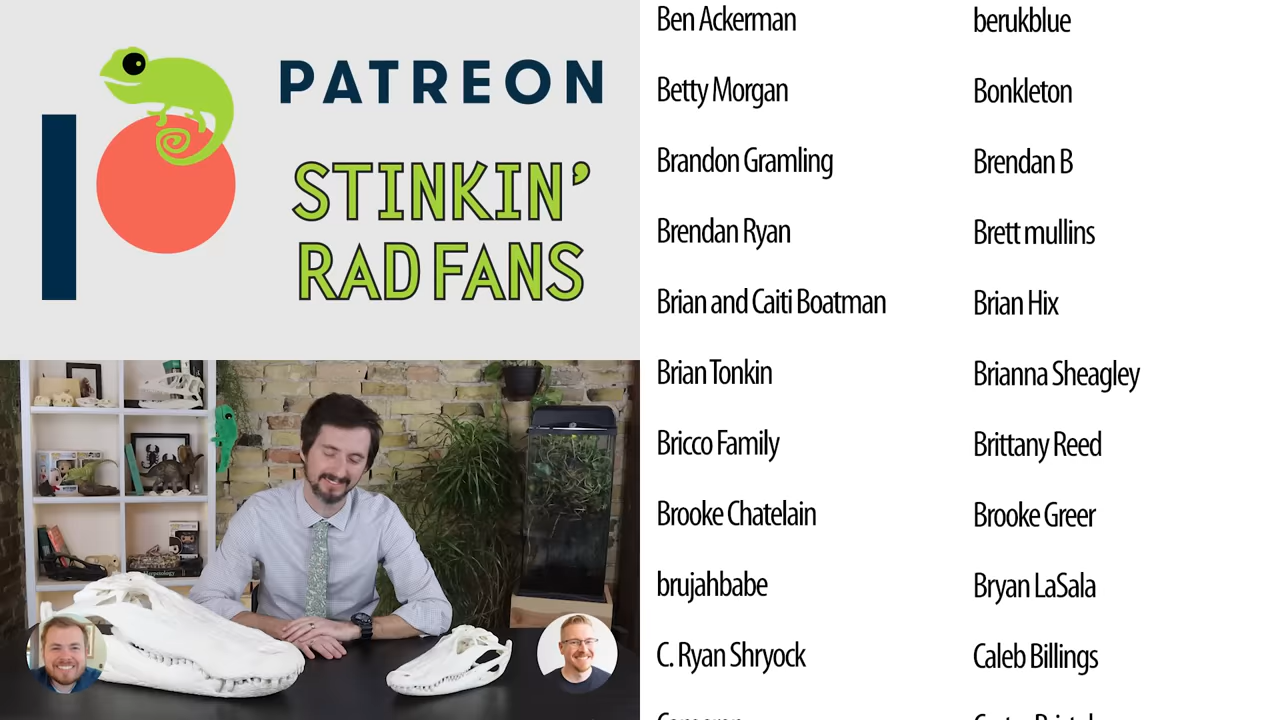 PATREON
STINKIN’
RAD FANS
Ben Ackerman
berukblue
Betty Morgan
Bonkleton
Brandon Gramling
Brendan B
Brendan Ryan
Brett mullins
Brian and Caiti Boatman
Brian Hix
Brian Tonkin
Brianna Sheagley
Bricco Family
Brittany Reed
Brooke Chatelain
Brooke Greer
brujahbabe
Bryan LaSala
C. Ryan Shryock
Caleb Billings